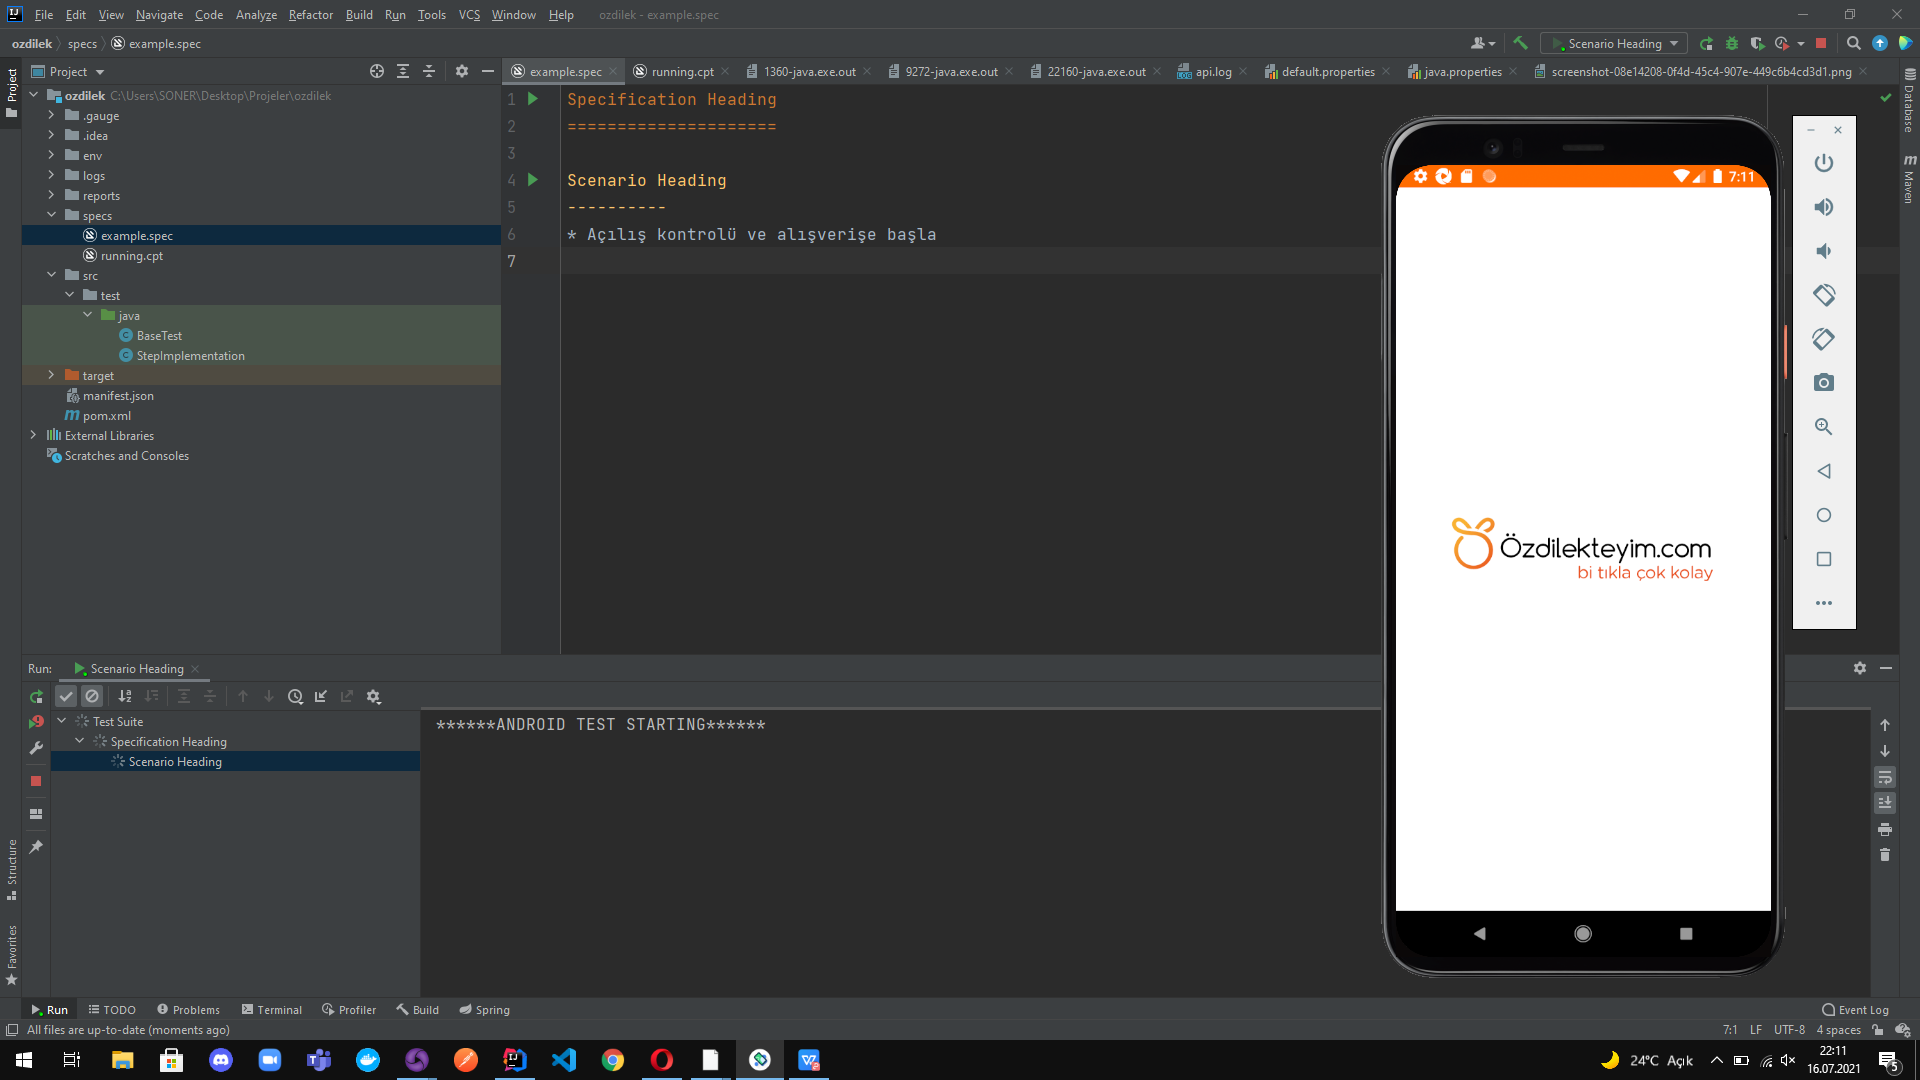 File Edit View Navigate Code Analyze Refactor Build Run Tools VCS Window Help ozdilek - example.spec
ozdilek specs example.spec
Scenario Heading
Project
example.spec running.cpt 1360-java.exe.out 9272-java.exe.out 22160-java.exe.out api.log default.properties java.properties screenshot-08e14208-0f4d-45c4-907e-449c6b4cd3d1.png
Project
ozdilek C:\Users\SONER\Desktop\Projeler\ozdilek
.gauge
.idea
env
logs
reports
specs
example.spec
running.cpt
src
test
java
BaseTest
StepImplementation
target
manifest.json
pom.xml
External Libraries
Scratches and Consoles
1 Specification Heading
2 =====================
3
4 Scenario Heading
5 ----------
6 * Açılış kontrolü ve alışverişe başla
7
Database
Maven
7:11
Özdilekteyim.com
bi tıkla çok kolay
Run: Scenario Heading
Test Suite
Specification Heading
Scenario Heading
******ANDROID TEST STARTING******
Structure
Favorites
Run TODO Problems Terminal Profiler Build Spring Event Log
All files are up-to-date (moments ago) 7:1 LF UTF-8 4 spaces
24°C Açık
22:11
16.07.2021
5